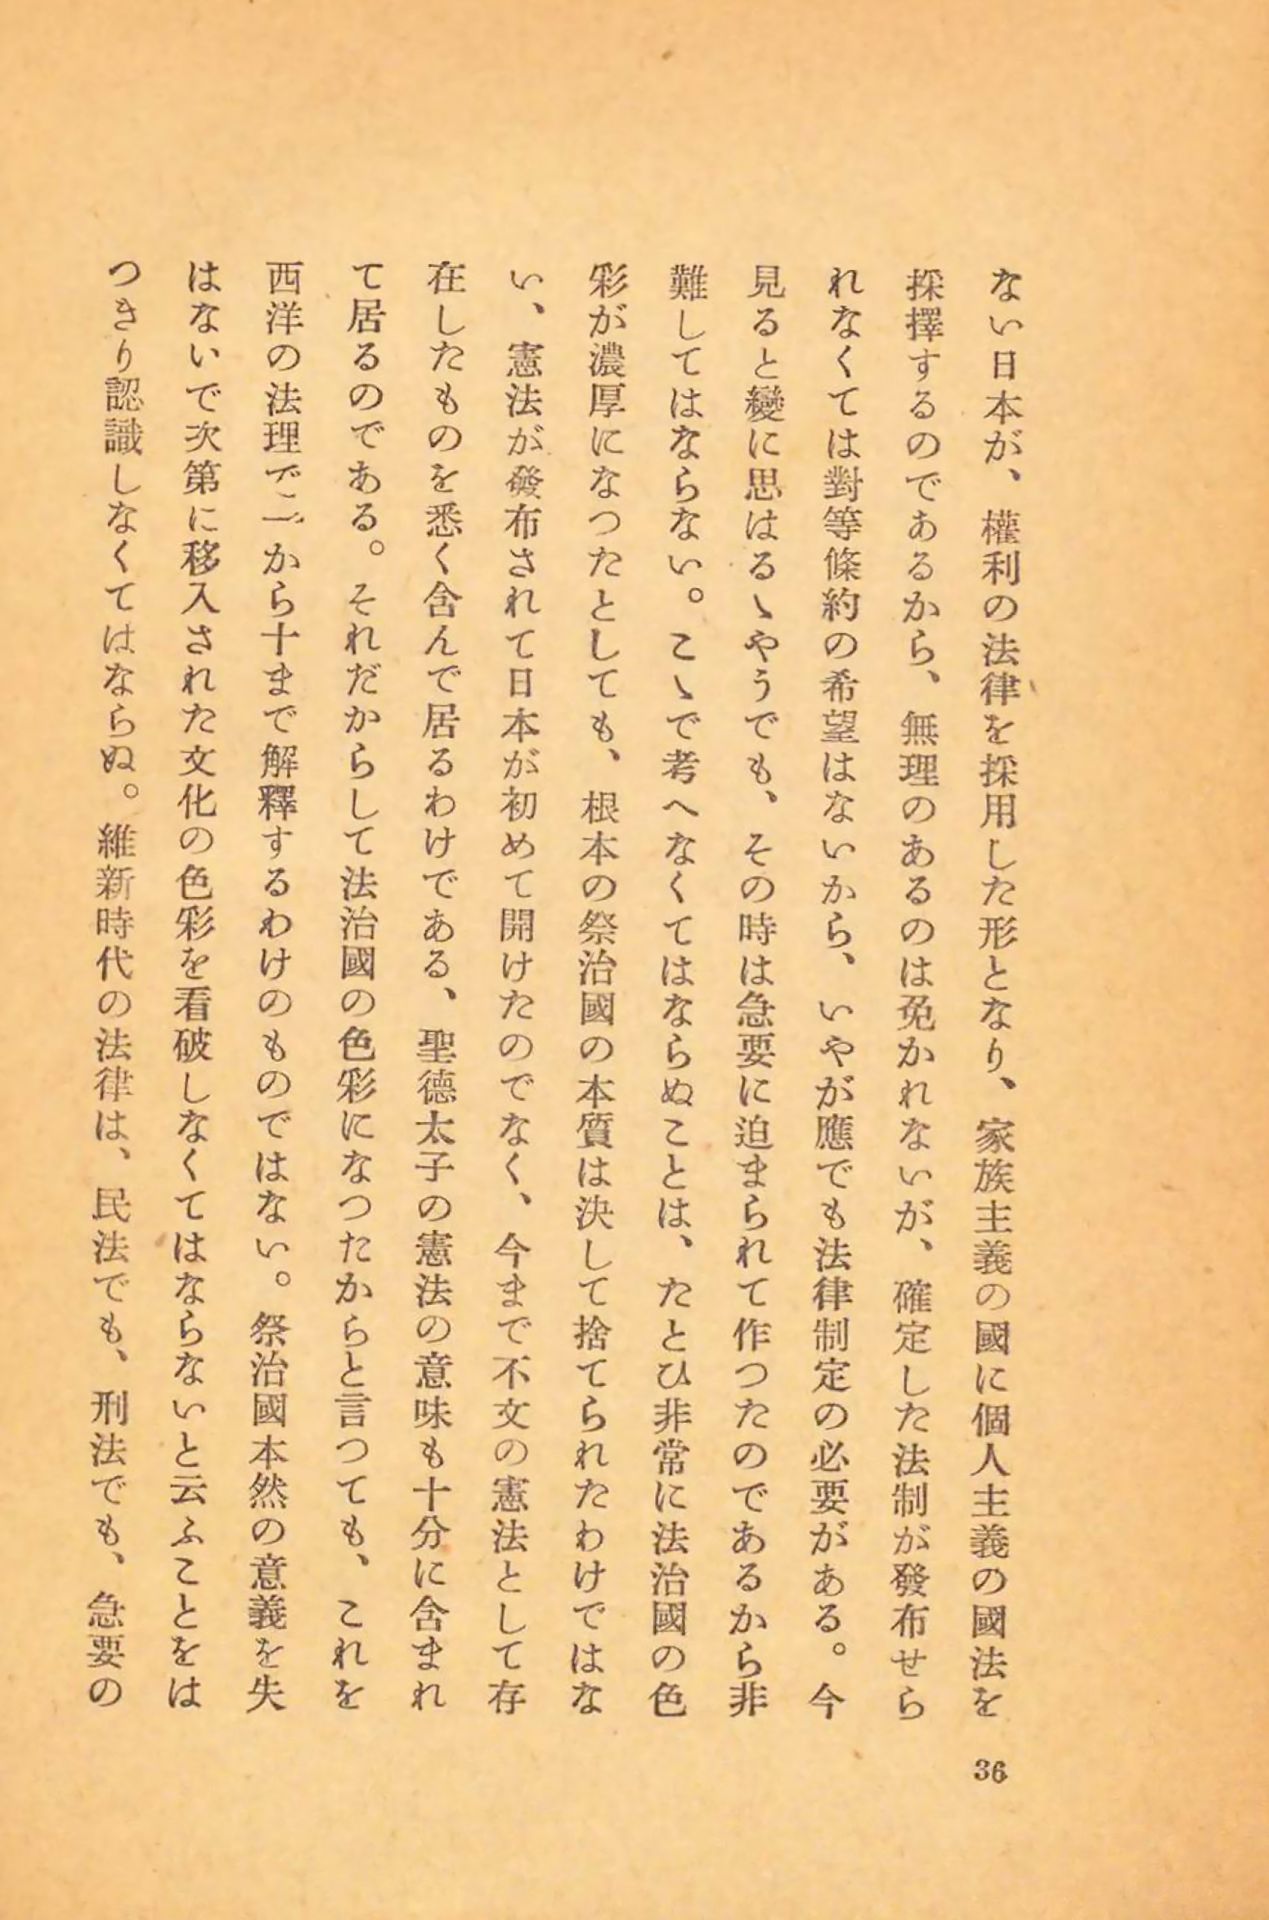 ない日本が、權利の法律を採用した形となり、家族主義の國に個人主義の國法を
採擇するのであるから、無理のあるのは免かれないが、確定した法制が發布せら
れなくては對等條約の希望はないから、いやが應でも法律制定の必要がある。今
見ると變に思はるゝやうでも、その時は急要に迫まられて作つたのであるから非
難してはならない。こゝで考へなくてはならぬことは、たとひ非常に法治國の色
彩が濃厚になつたとしても、根本の祭治國の本質は決して捨てられたわけではな
い、憲法が發布されて日本が初めて開けたのでなく、今まで不文の憲法として存
在したものを悉く含んで居るわけである、聖德太子の憲法の意味も十分に含まれ
て居るのである。それだからして法治國の色彩になつたからと言つても、これを
西洋の法理で二から十まで解釋するわけのものではない。祭治國本然の意義を失
はないで次第に移入された文化の色彩を看破しなくてはならないと云ふことをは
つきり認識しなくてはならぬ。維新時代の法律は、民法でも、刑法でも、急要の
36